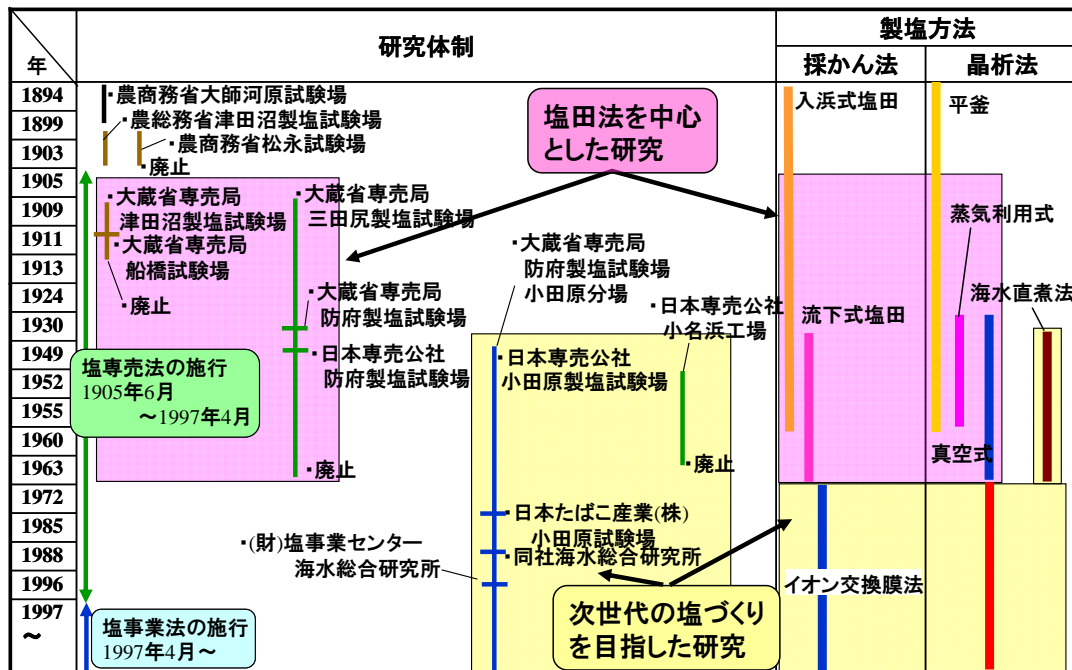 年
研究体制
製塩方法
採かん法
晶析法
1894
1899
1903
1905
1909
1911
1913
1924
1930
1949
1952
1955
1960
1963
1972
1985
1988
1996
1997
~
・農商務省大師河原試験場
・農総務省津田沼製塩試験場
・農商務省松永試験場
・廃止
・大蔵省専売局
津田沼製塩試験場
・大蔵省専売局
船橋試験場
・廃止
・大蔵省専売局
三田尻製塩試験場
・大蔵省専売局
防府製塩試験場
・日本専売公社
防府製塩試験場
・廃止
・大蔵省専売局
防府製塩試験場
小田原分場
・日本専売公社
小田原製塩試験場
・日本専売公社
小名浜工場
・廃止
・日本たばこ産業(株)
小田原試験場
・同社海水総合研究所
・(財)塩事業センター
海水総合研究所
塩田法を中心
とした研究
塩専売法の施行
1905年6月
～1997年4月
塩事業法の施行
1997年4月～
次世代の塩づくり
を目指した研究
入浜式塩田
流下式塩田
イオン交換膜法
平釜
蒸気利用式
海水直煮法
真空式